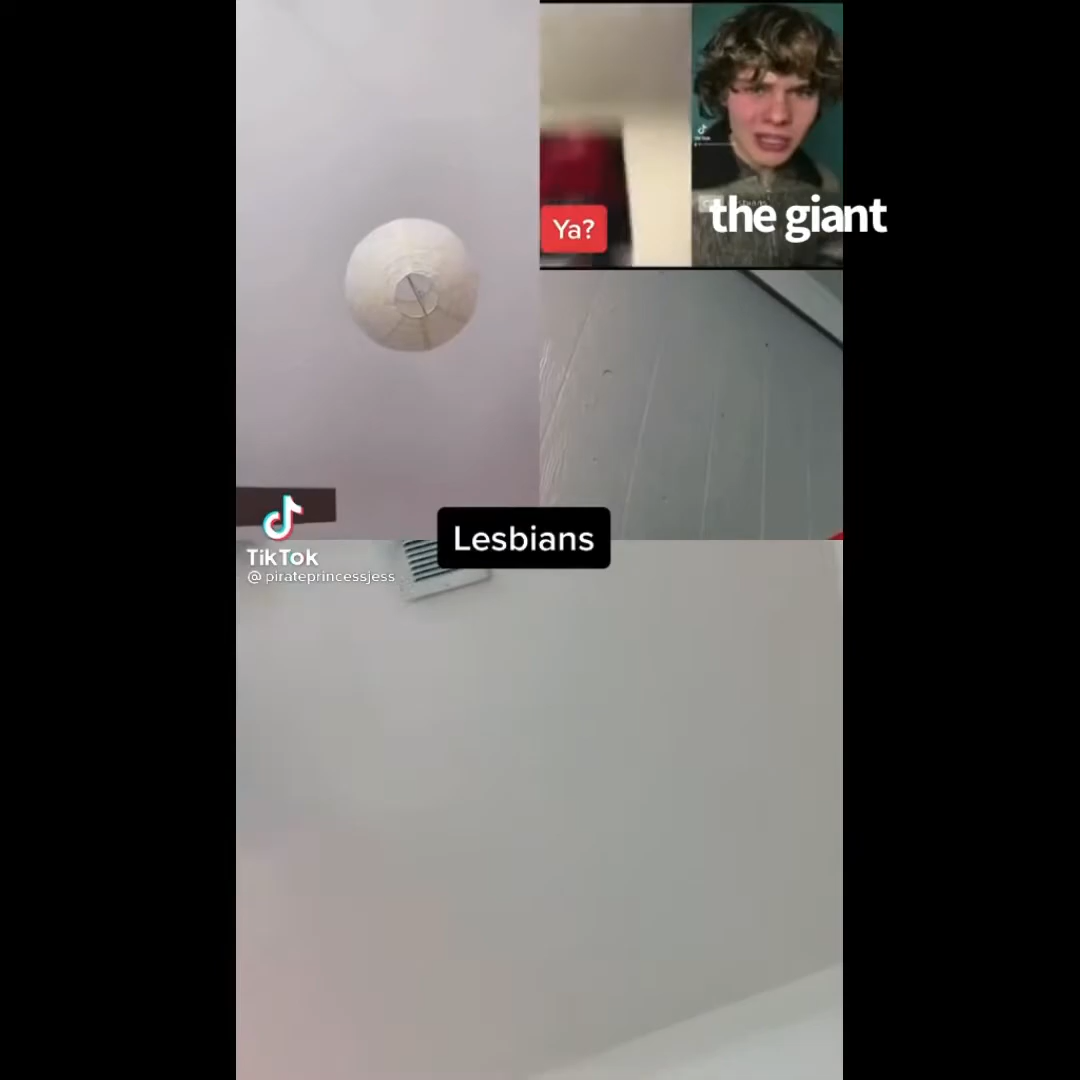 the giant
Ya?
Lesbians
TikTok
@ pirateprincessjess